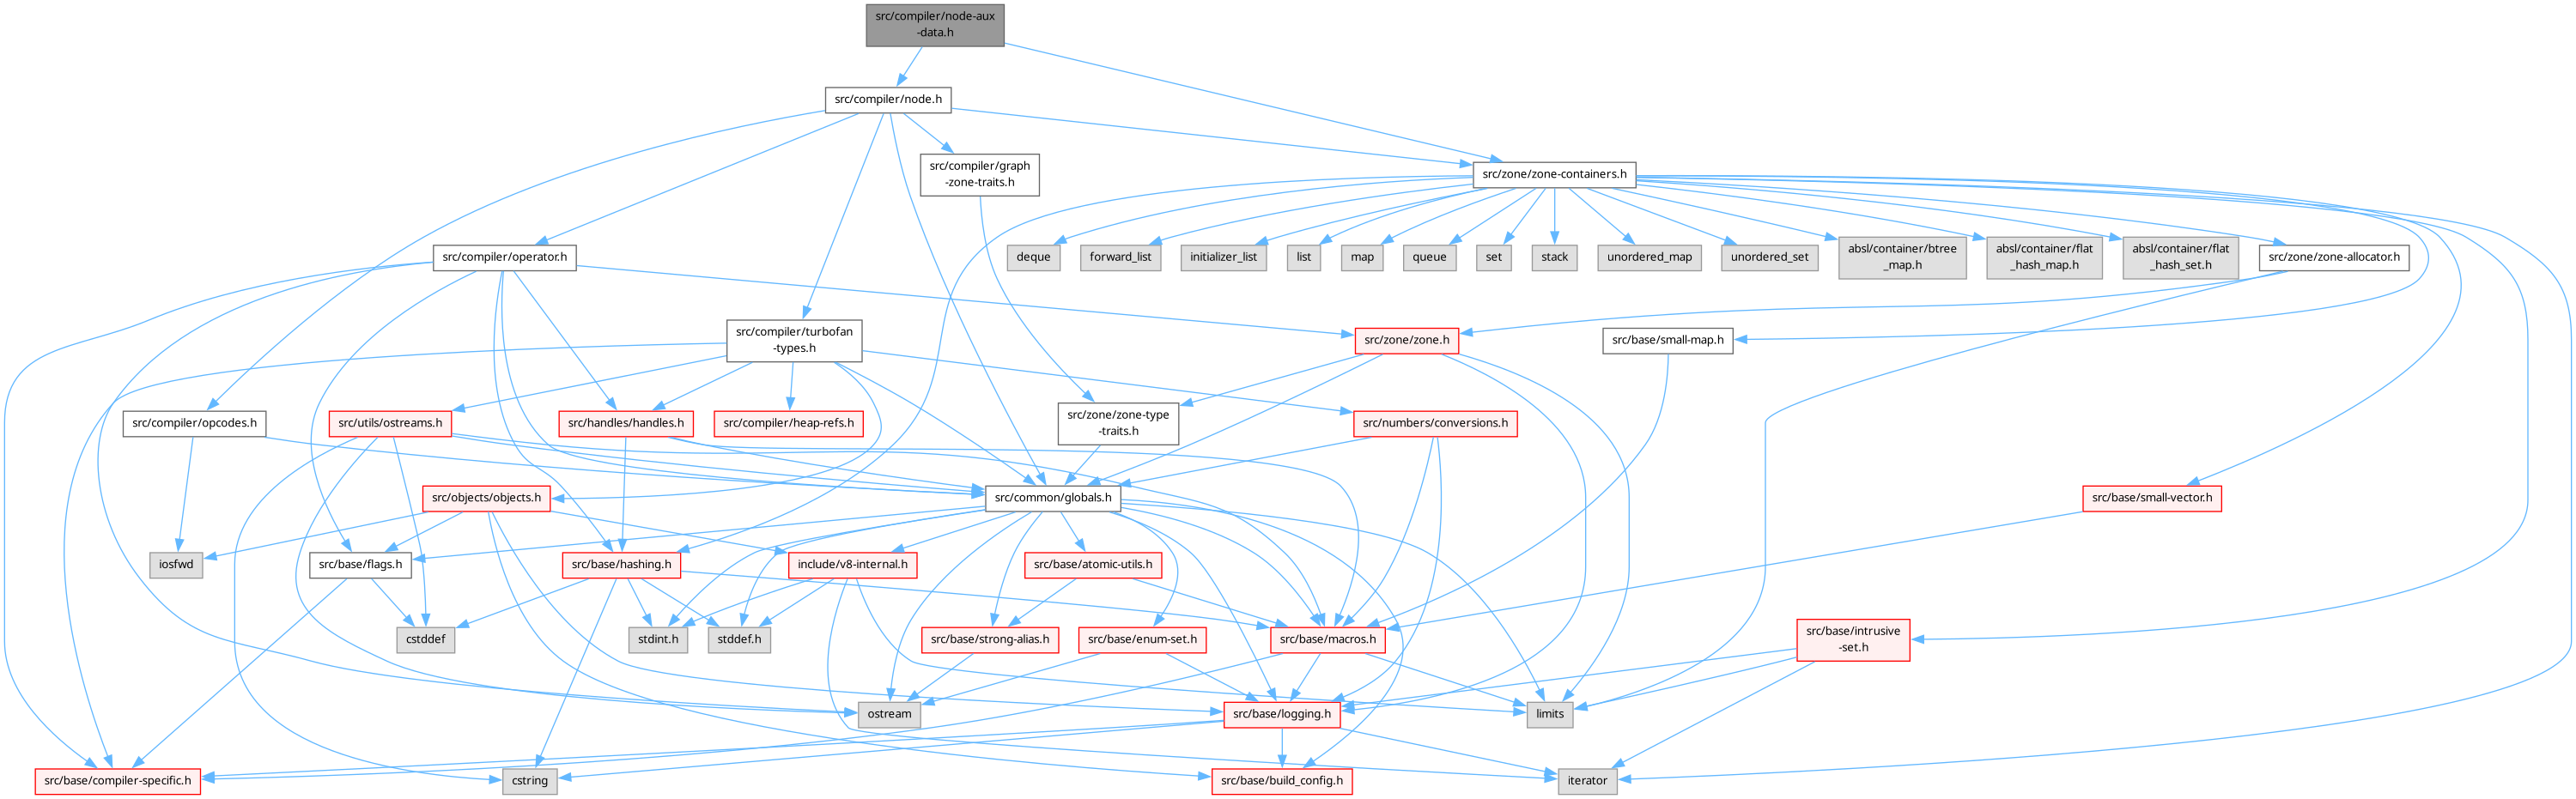 src/compiler/node-aux
-data.h
src/compiler/node.h
src/compiler/graph
-zone-traits.h
src/zone/zone-containers.h
src/compiler/operator.h
deque
forward_list
initializer_list
list
map
queue
set
stack
unordered_map
unordered_set
absl/container/btree
_map.h
absl/container/flat
_hash_map.h
absl/container/flat
_hash_set.h
src/zone/zone-allocator.h
src/compiler/turbofan
-types.h
src/zone/zone.h
src/base/small-map.h
src/compiler/opcodes.h
src/utils/ostreams.h
src/handles/handles.h
src/compiler/heap-refs.h
src/zone/zone-type
-traits.h
src/numbers/conversions.h
src/objects/objects.h
src/common/globals.h
src/base/small-vector.h
iosfwd
src/base/flags.h
src/base/hashing.h
include/v8-internal.h
src/base/atomic-utils.h
cstddef
stdint.h
stddef.h
src/base/strong-alias.h
src/base/enum-set.h
src/base/macros.h
src/base/intrusive
-set.h
ostream
src/base/logging.h
limits
src/base/compiler-specific.h
cstring
src/base/build_config.h
iterator